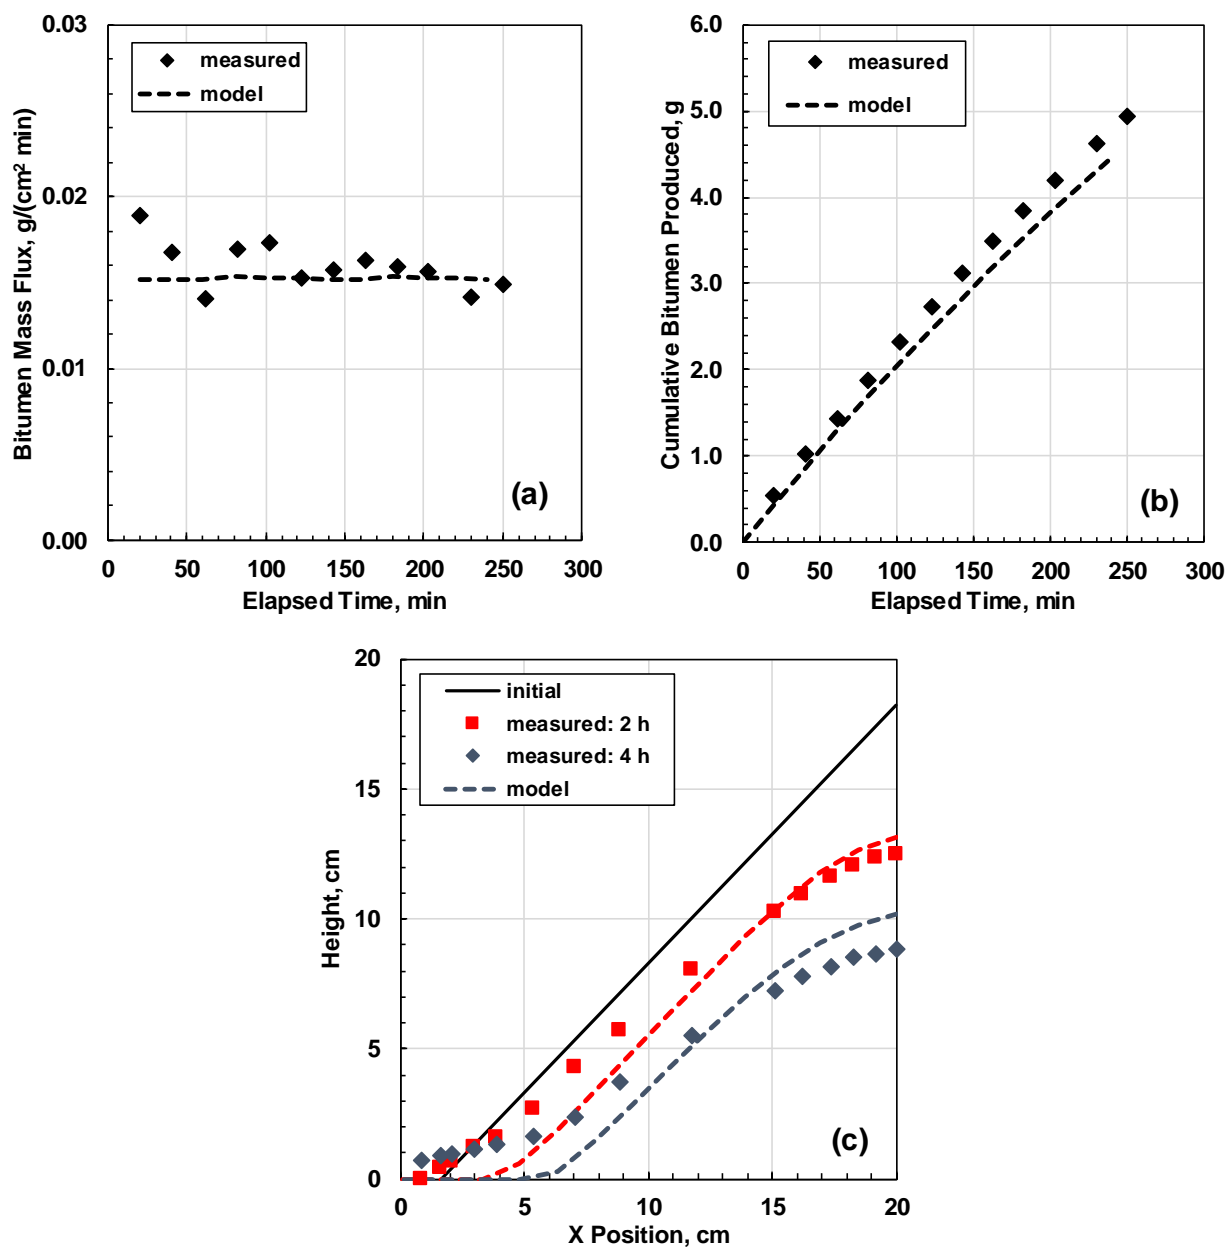 0.03
0.02
0.01
0.00
Bitumen Mass Flux, g/(cm² min)
measured
model
(a)
0 50 100 150 200 250 300
Elapsed Time, min
6.0
5.0
4.0
3.0
2.0
1.0
0.0
Cumulative Bitumen Produced, g
measured
model
(b)
0 50 100 150 200 250 300
Elapsed Time, min
20
15
10
5
0
Height, cm
initial
measured: 2 h
measured: 4 h
model
(c)
0 5 10 15 20
X Position, cm